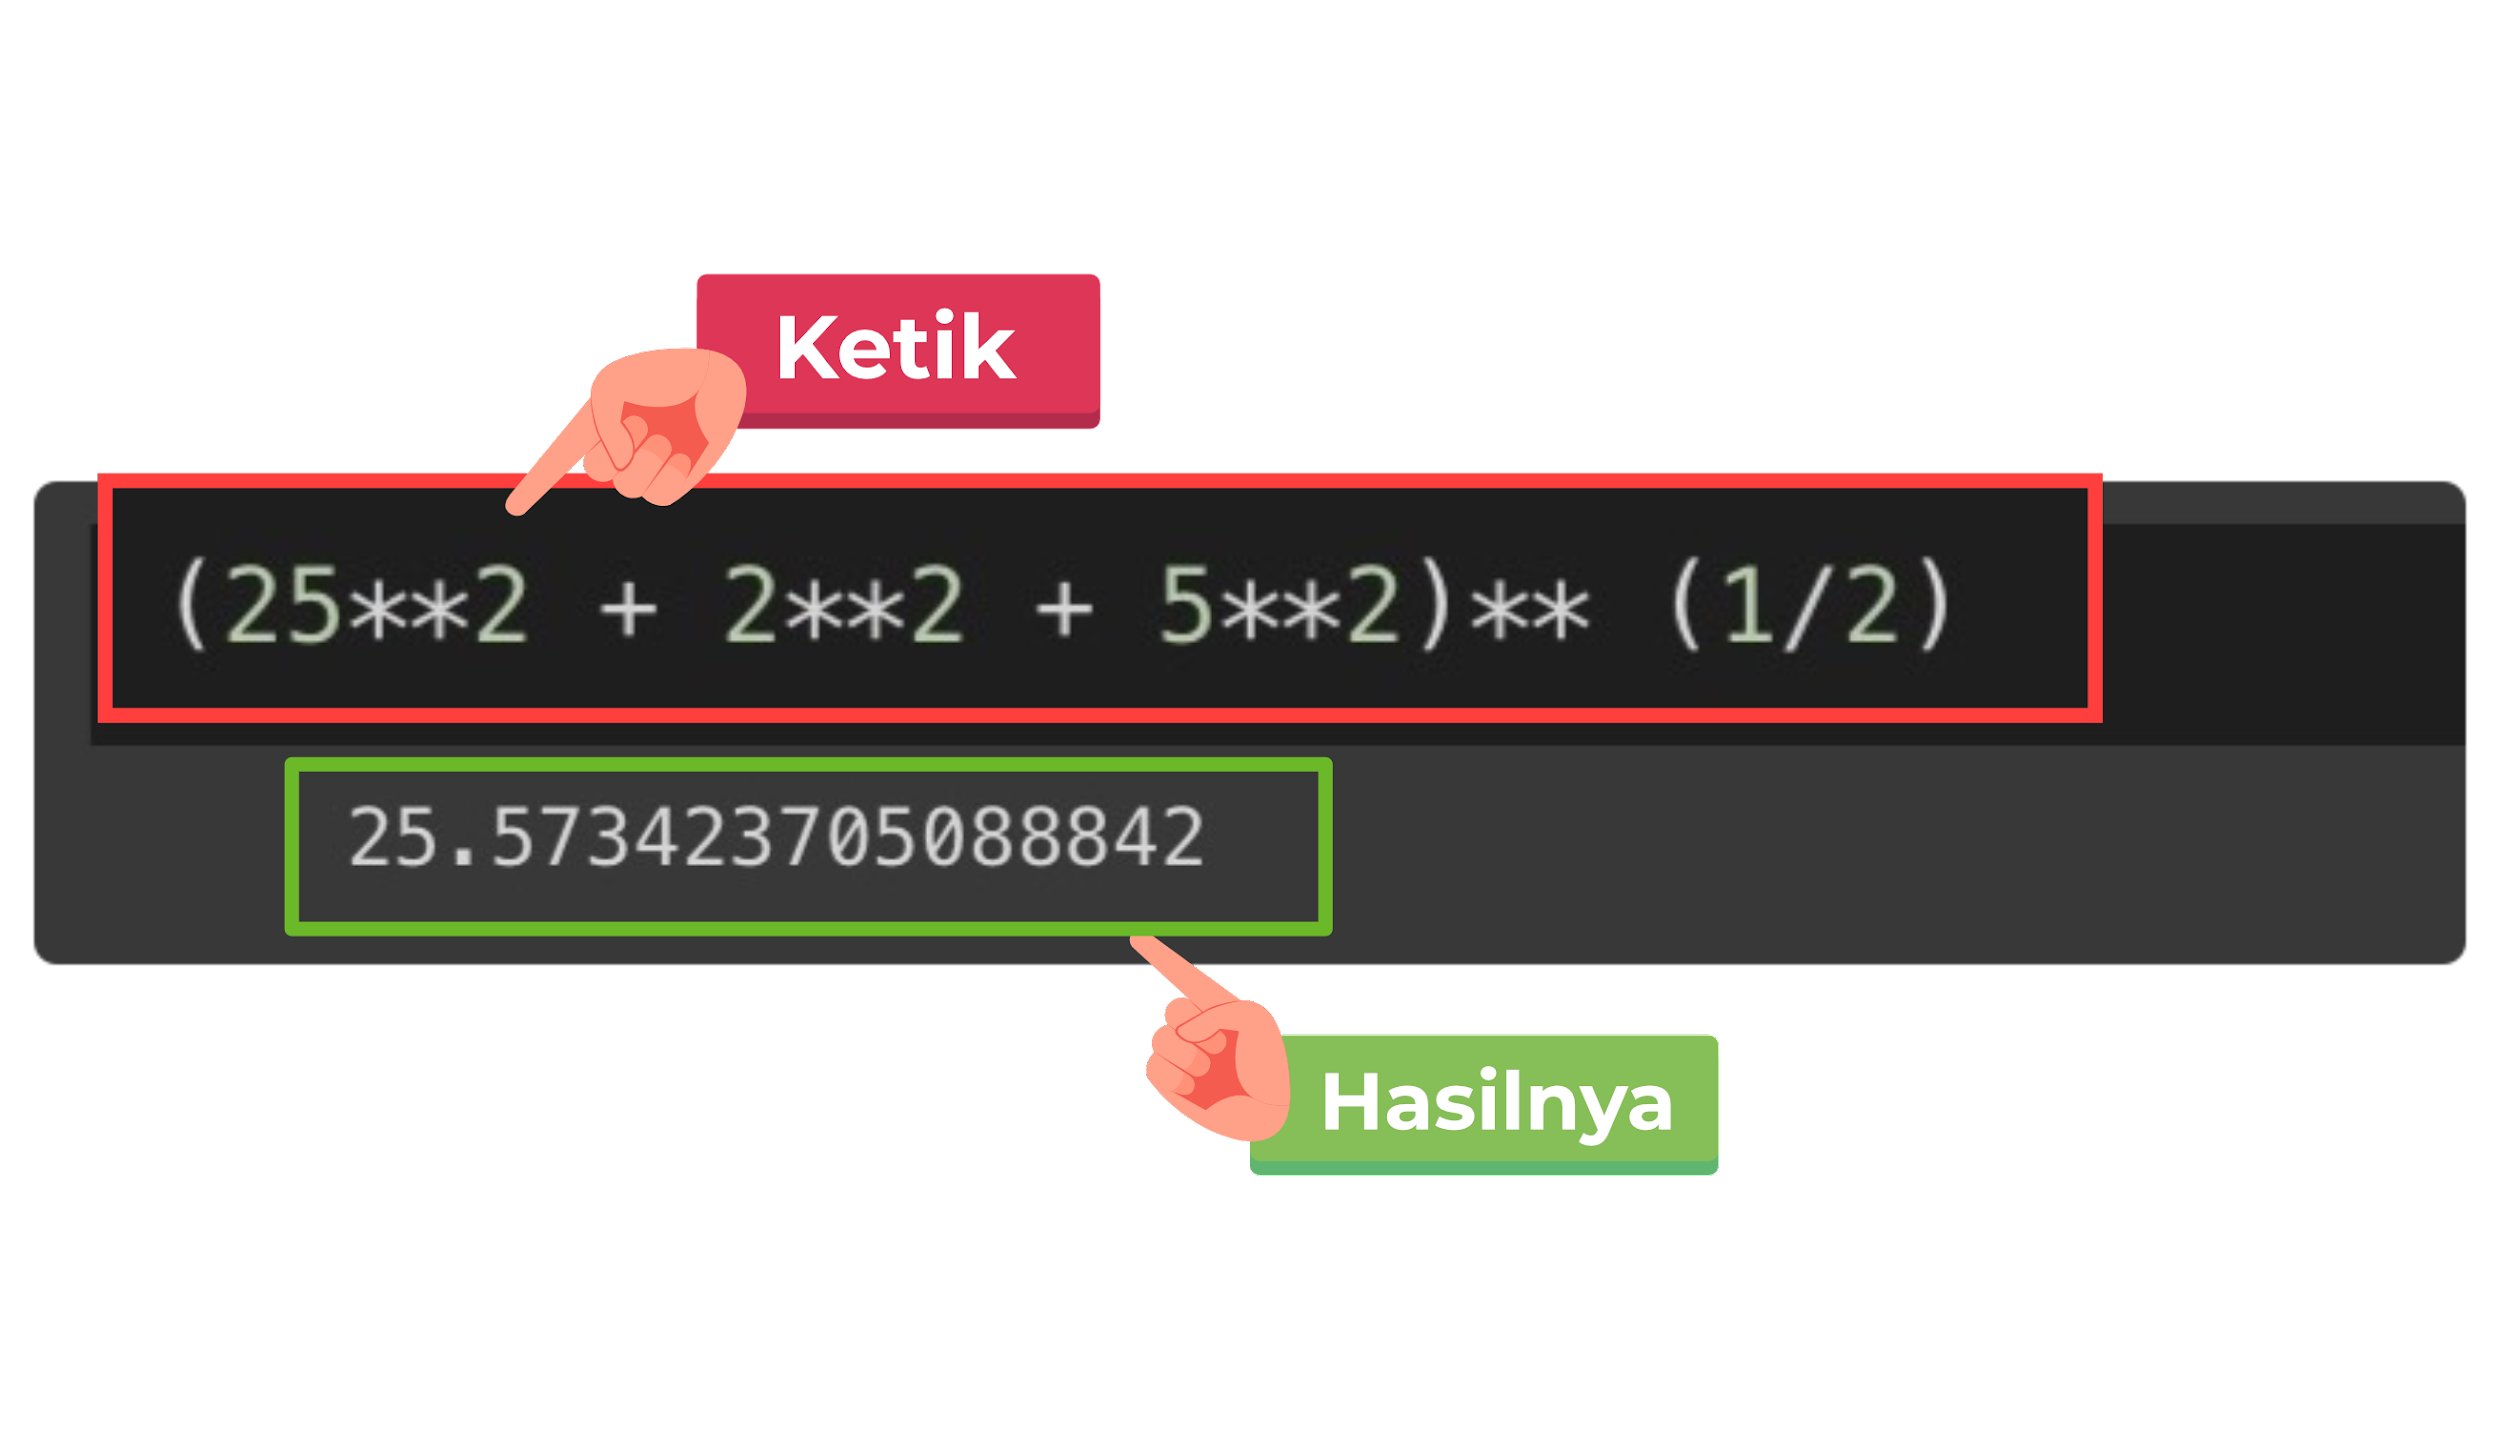 Ketik
(25**2 + 2**2 + 5**2)** (1/2)
25.573423705088842
Hasilnya